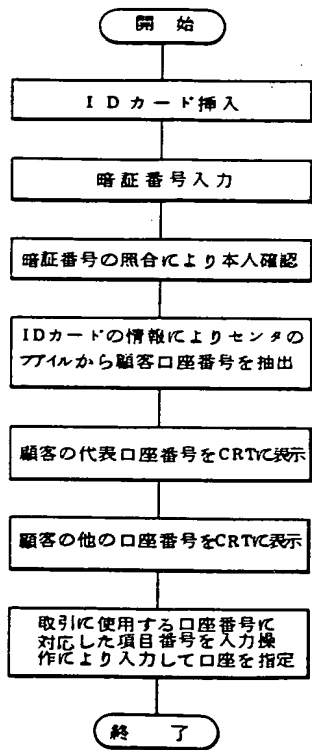 開始
IDカード挿入
暗証番号入力
暗証番号の照合により本人確認
IDカードの情報によりセンタの
ファイルから顧客口座番号を抽出
顧客の代表口座番号をCRTに表示
顧客の他の口座番号をCRTに表示
取引に使用する口座番号に
対応した項目番号を入力操
作により入力して口座を指定
終了